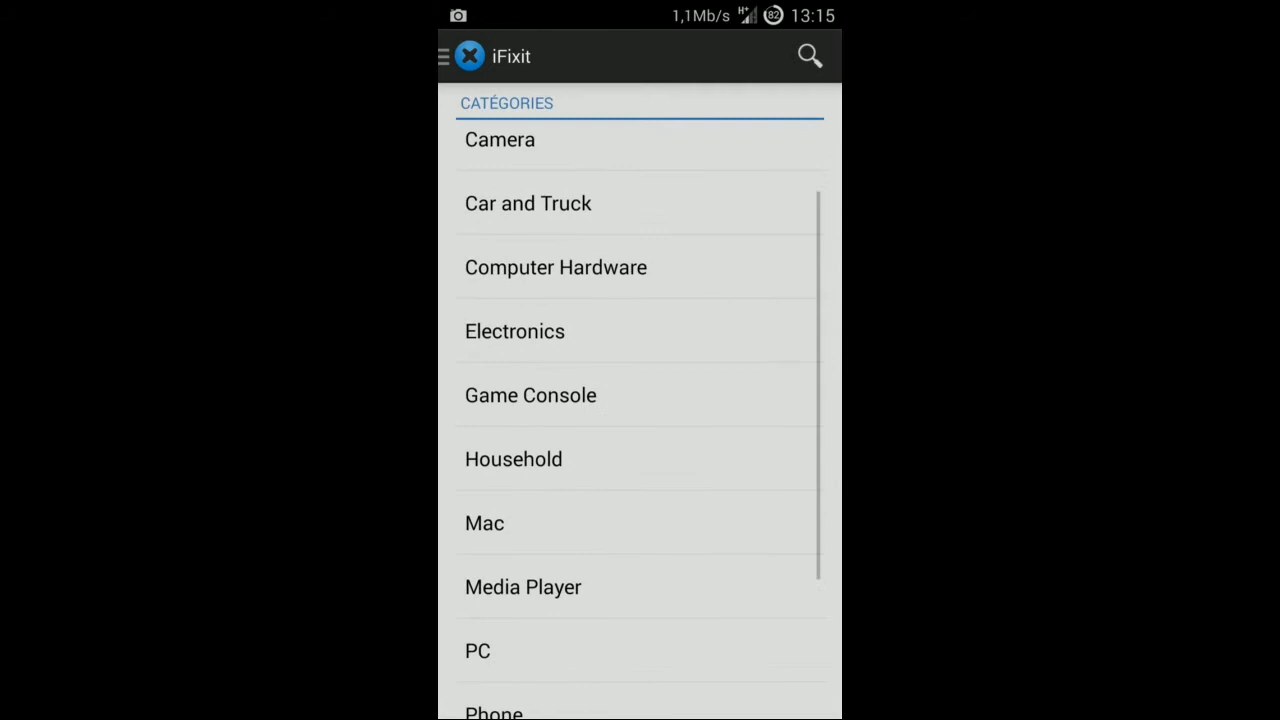 1,1Mb/s H+ 82 13:15
iFixit
CATÉGORIES
Camera
Car and Truck
Computer Hardware
Electronics
Game Console
Household
Mac
Media Player
PC
Phone